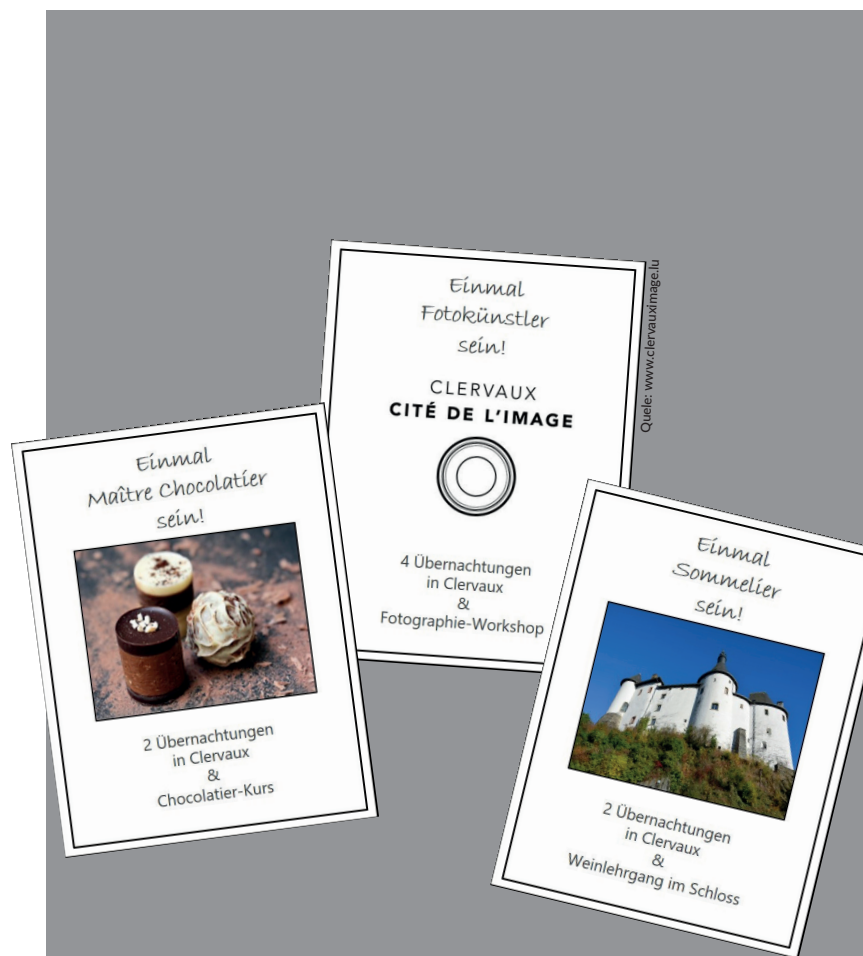 Einmal
Fotokünstler
sein!
CLERVAUX
CITÉ DE L'IMAGE
4 Übernachtungen
in Clervaux
&
Fotographie-Workshop
Quele: www.clervauximage.lu
Einmal
Maître Chocolatier
sein!
2 Übernachtungen
in Clervaux
&
Chocolatier-Kurs
Einmal
Sommelier
sein!
2 Übernachtungen
in Clervaux
&
Weinlehrgang im Schloss